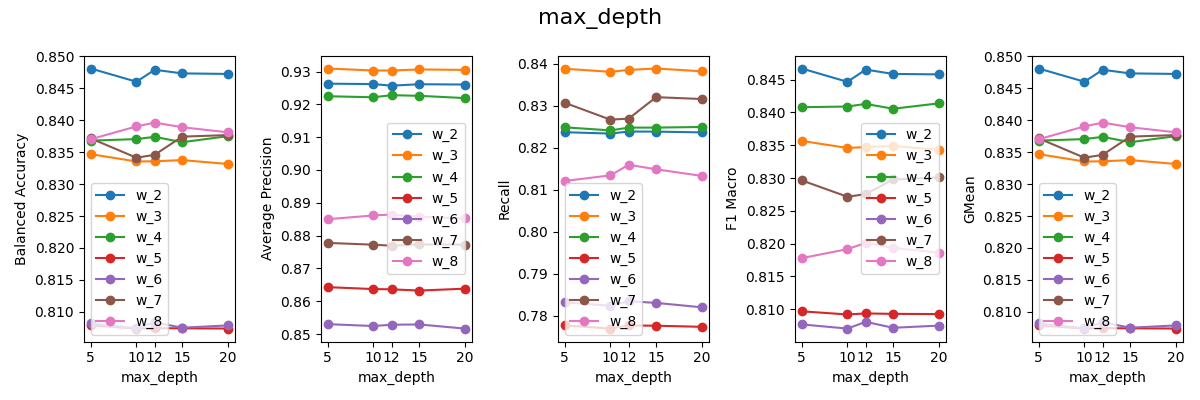 max_depth
Balanced Accuracy
0.850
0.845
0.840
0.835
0.830
0.825
0.820
0.815
0.810
5
10
12
15
20
max_depth
w_2
w_3
w_4
w_5
w_6
w_7
w_8
Average Precision
0.93
0.92
0.91
0.90
0.89
0.88
0.87
0.86
0.85
5
10
12
15
20
max_depth
w_2
w_3
w_4
w_5
w_6
w_7
w_8
Recall
0.84
0.83
0.82
0.81
0.80
0.79
0.78
5
10
12
15
20
max_depth
w_2
w_3
w_4
w_5
w_6
w_7
w_8
F1 Macro
0.845
0.840
0.835
0.830
0.825
0.820
0.815
0.810
5
10
12
15
20
max_depth
w_2
w_3
w_4
w_5
w_6
w_7
w_8
GMean
0.850
0.845
0.840
0.835
0.830
0.825
0.820
0.815
0.810
5
10
12
15
20
max_depth
w_2
w_3
w_4
w_5
w_6
w_7
w_8